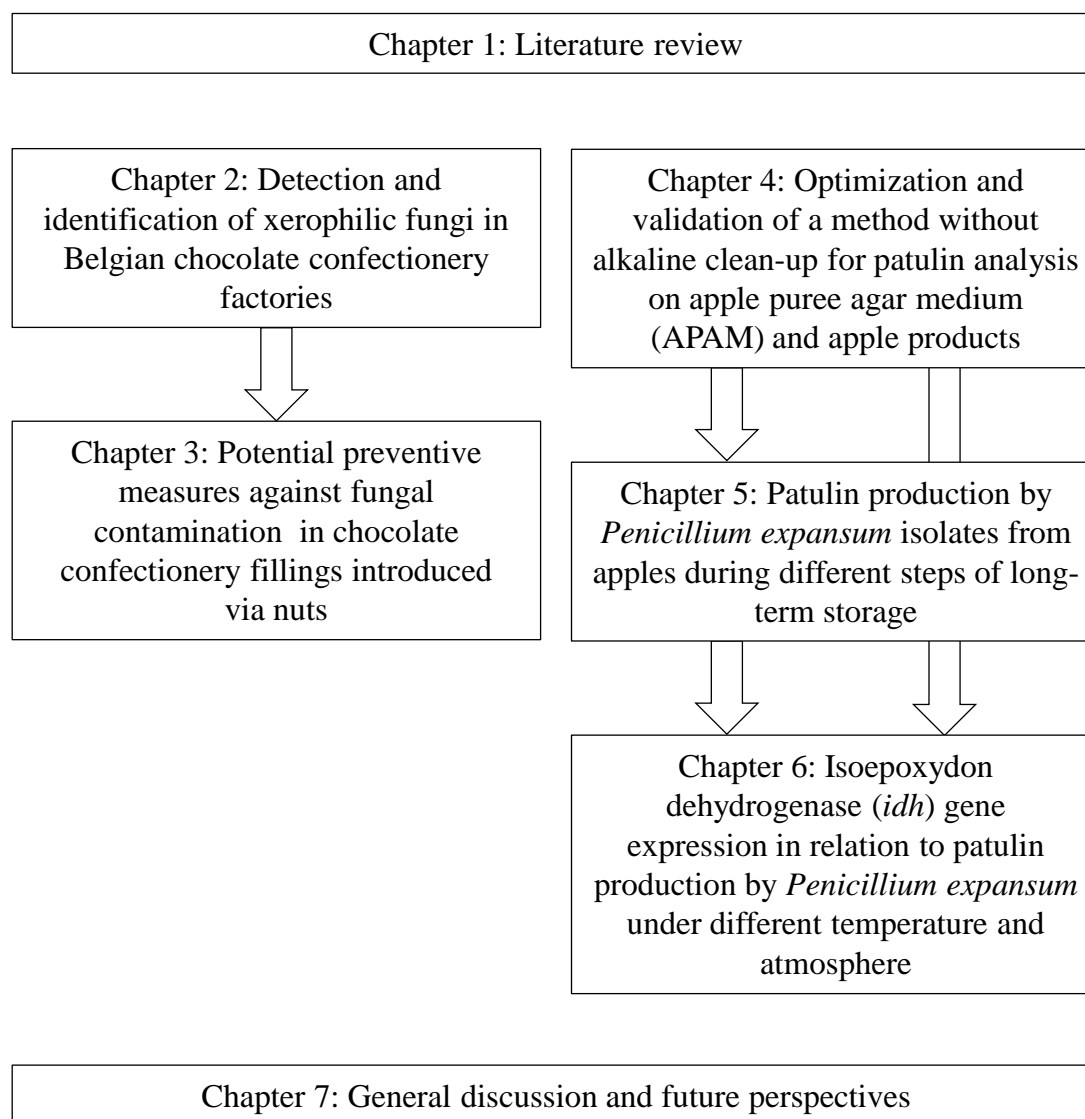 Chapter 1: Literature review
Chapter 2: Detection and
identification of xerophilic fungi in
Belgian chocolate confectionery
factories
Chapter 3: Potential preventive
measures against fungal
contamination in chocolate
confectionery fillings introduced
via nuts
Chapter 4: Optimization and
validation of a method without
alkaline clean-up for patulin analysis
on apple puree agar medium
(APAM) and apple products
Chapter 5: Patulin production by
Penicillium expansum isolates from
apples during different steps of long-
term storage
Chapter 6: Isoepoxydon
dehydrogenase (idh) gene
expression in relation to patulin
production by Penicillium expansum
under different temperature and
atmosphere
Chapter 7: General discussion and future perspectives